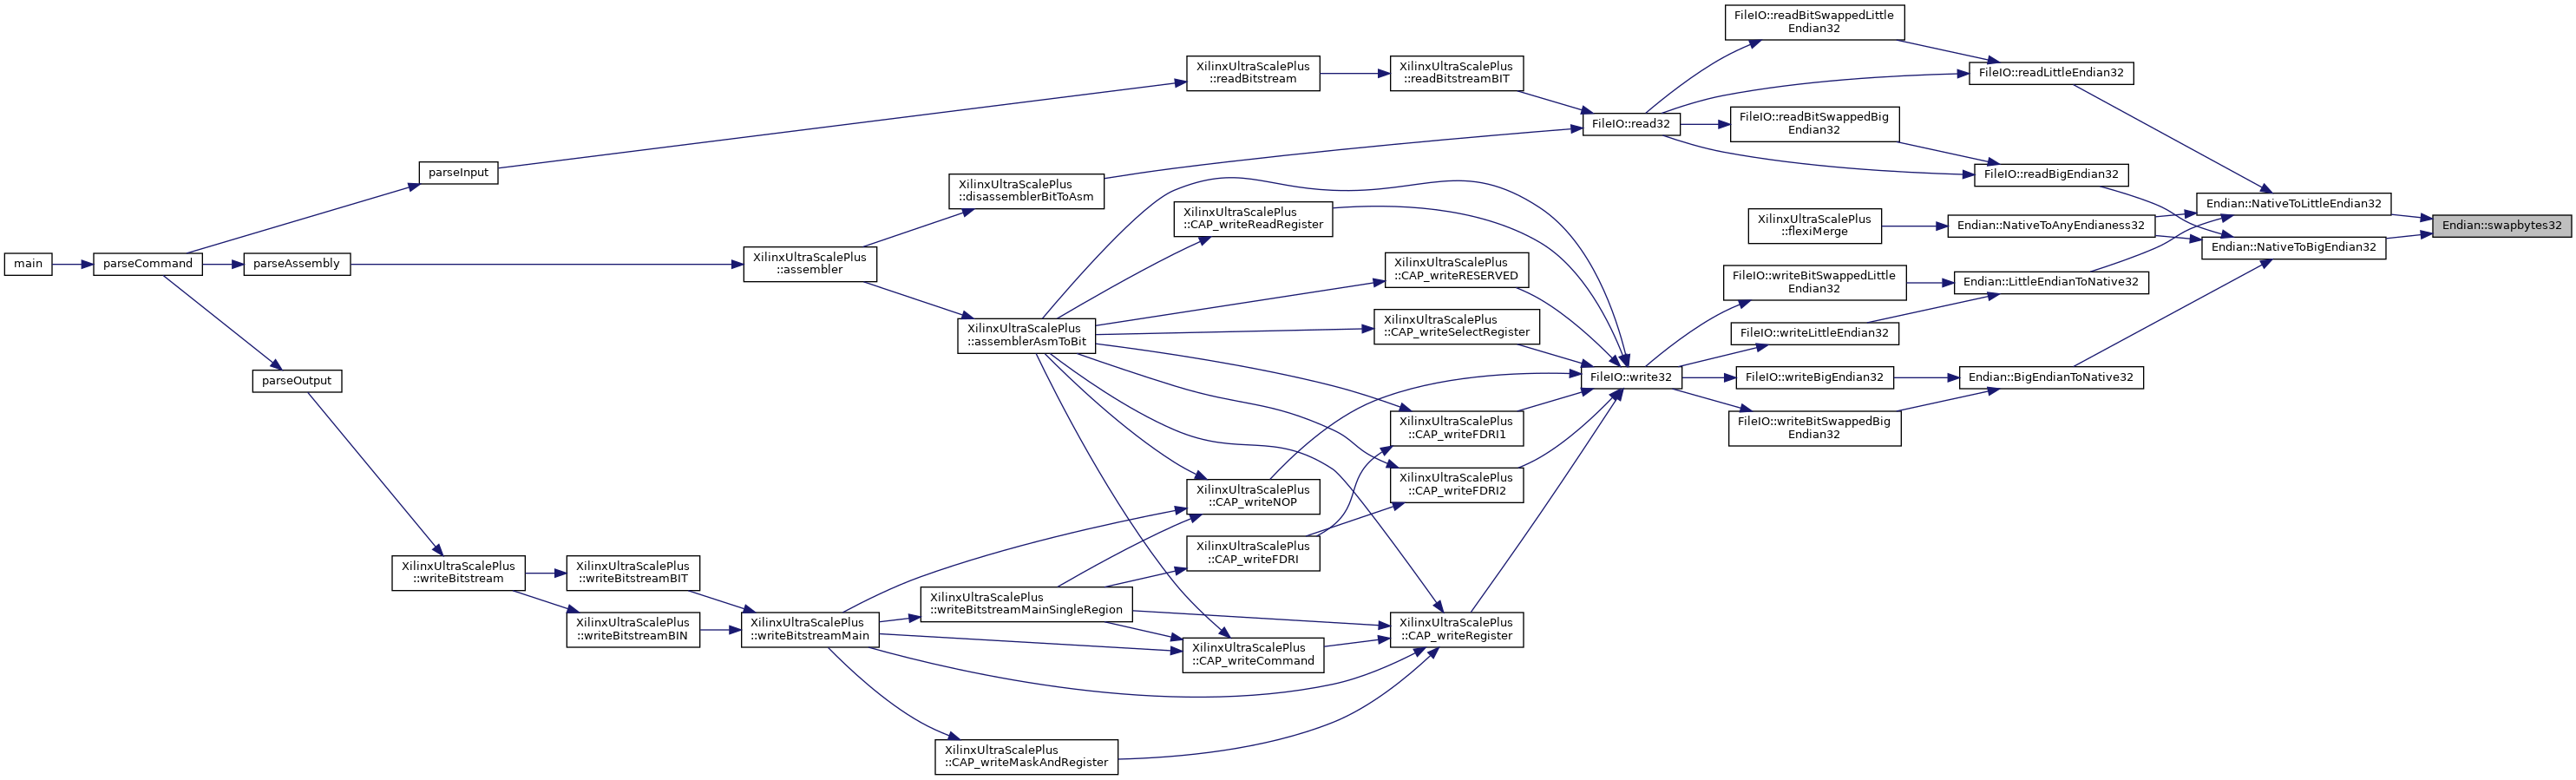 main
parseCommand
parseInput
parseAssembly
parseOutput
XilinxUltraScalePlus
::writeBitstream
XilinxUltraScalePlus
::writeBitstreamBIT
XilinxUltraScalePlus
::writeBitstreamBIN
XilinxUltraScalePlus
::assembler
XilinxUltraScalePlus
::writeBitstreamMain
XilinxUltraScalePlus
::disassemblerBitToAsm
XilinxUltraScalePlus
::assemblerAsmToBit
XilinxUltraScalePlus
::writeBitstreamMainSingleRegion
XilinxUltraScalePlus
::CAP_writeMaskAndRegister
XilinxUltraScalePlus
::readBitstream
XilinxUltraScalePlus
::CAP_writeReadRegister
XilinxUltraScalePlus
::CAP_writeNOP
XilinxUltraScalePlus
::CAP_writeFDRI
XilinxUltraScalePlus
::CAP_writeCommand
XilinxUltraScalePlus
::readBitstreamBIT
XilinxUltraScalePlus
::CAP_writeRESERVED
XilinxUltraScalePlus
::CAP_writeSelectRegister
XilinxUltraScalePlus
::CAP_writeFDRI1
XilinxUltraScalePlus
::CAP_writeFDRI2
XilinxUltraScalePlus
::CAP_writeRegister
FileIO::read32
FileIO::write32
FileIO::readBitSwappedLittle
Endian32
FileIO::readBitSwappedBig
Endian32
XilinxUltraScalePlus
::flexiMerge
FileIO::writeBitSwappedLittle
Endian32
FileIO::writeLittleEndian32
FileIO::writeBigEndian32
FileIO::writeBitSwappedBig
Endian32
FileIO::readLittleEndian32
FileIO::readBigEndian32
Endian::NativeToAnyEndianess32
Endian::LittleEndianToNative32
Endian::BigEndianToNative32
Endian::NativeToLittleEndian32
Endian::NativeToBigEndian32
Endian::swapbytes32